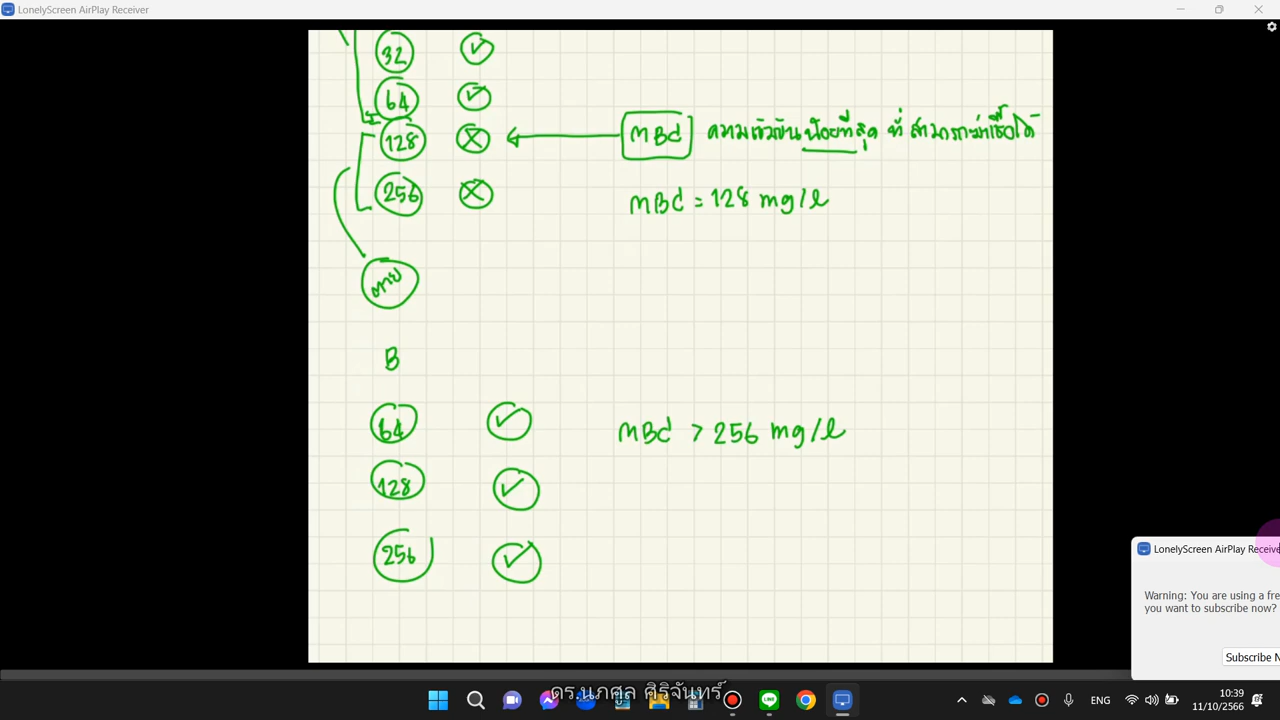 LonelyScreen AirPlay Receiver
32
64
128
256
MBC ความเข้มข้นน้อยที่สุด ที่ สามารถฆ่าเชื้อได้
MBC = 128 mg/l
ตาย
B
64
128
256
MBC > 256 mg/l
LonelyScreen AirPlay Receive
Warning: You are using a fre
you want to subscribe now?
Subscribe N
ดร.นภศูล ศิริจันทร์
ENG
10:39
11/10/2566